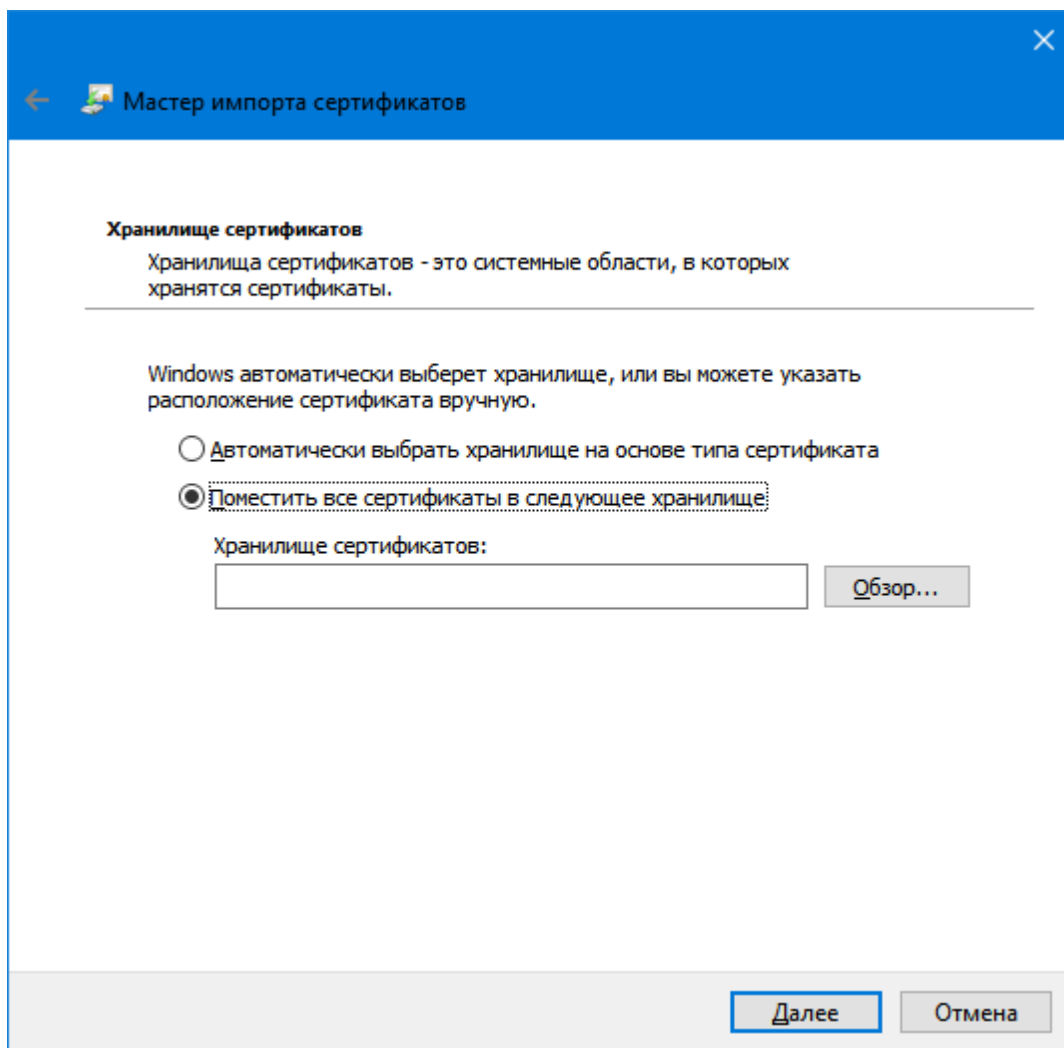 Мастер импорта сертификатов
Хранилище сертификатов
Хранилища сертификатов - это системные области, в которых
хранятся сертификаты.
Windows автоматически выберет хранилище, или вы можете указать
расположение сертификата вручную.
Автоматически выбрать хранилище на основе типа сертификата
Поместить все сертификаты в следующее хранилище
Хранилище сертификатов:
Обзор...
Далее
Отмена